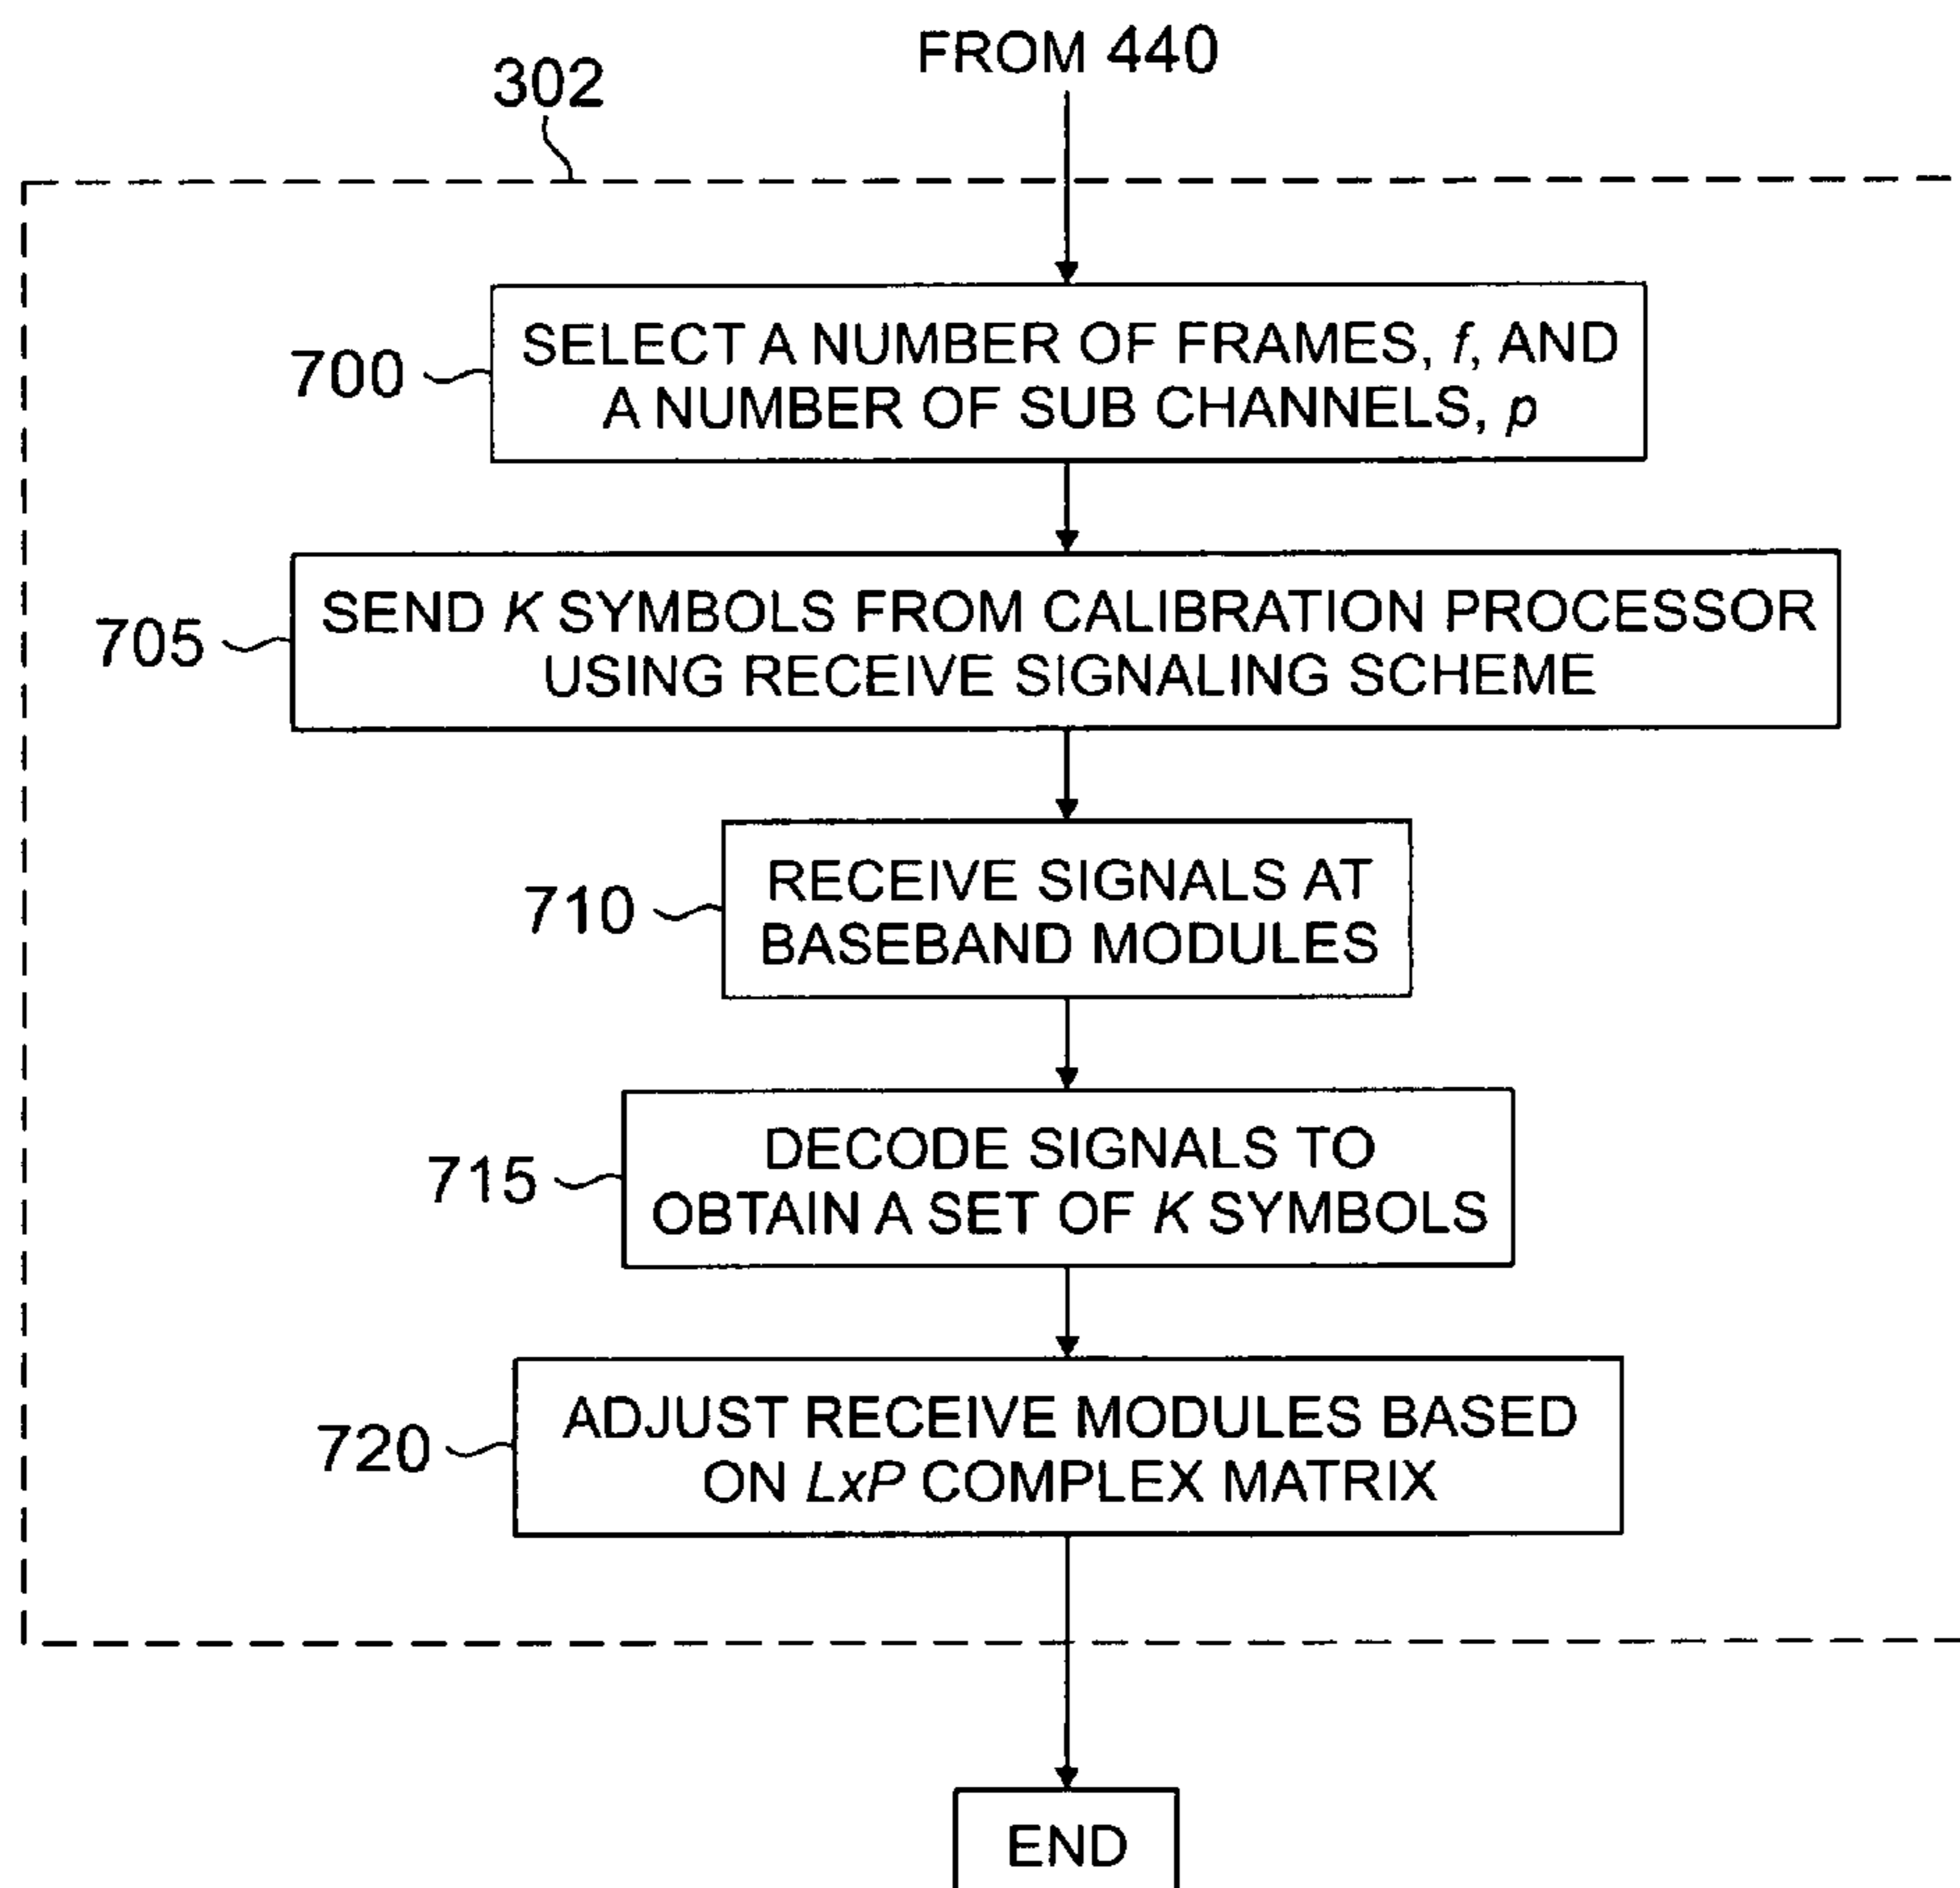 FROM 440
302
700
SELECT A NUMBER OF FRAMES, f, AND
A NUMBER OF SUB CHANNELS, ρ
705
SEND K SYMBOLS FROM CALIBRATION PROCESSOR
USING RECEIVE SIGNALING SCHEME
710
RECEIVE SIGNALS AT
BASEBAND MODULES
715
DECODE SIGNALS TO
OBTAIN A SET OF K SYMBOLS
720
ADJUST RECEIVE MODULES BASED
ON LxP COMPLEX MATRIX
END